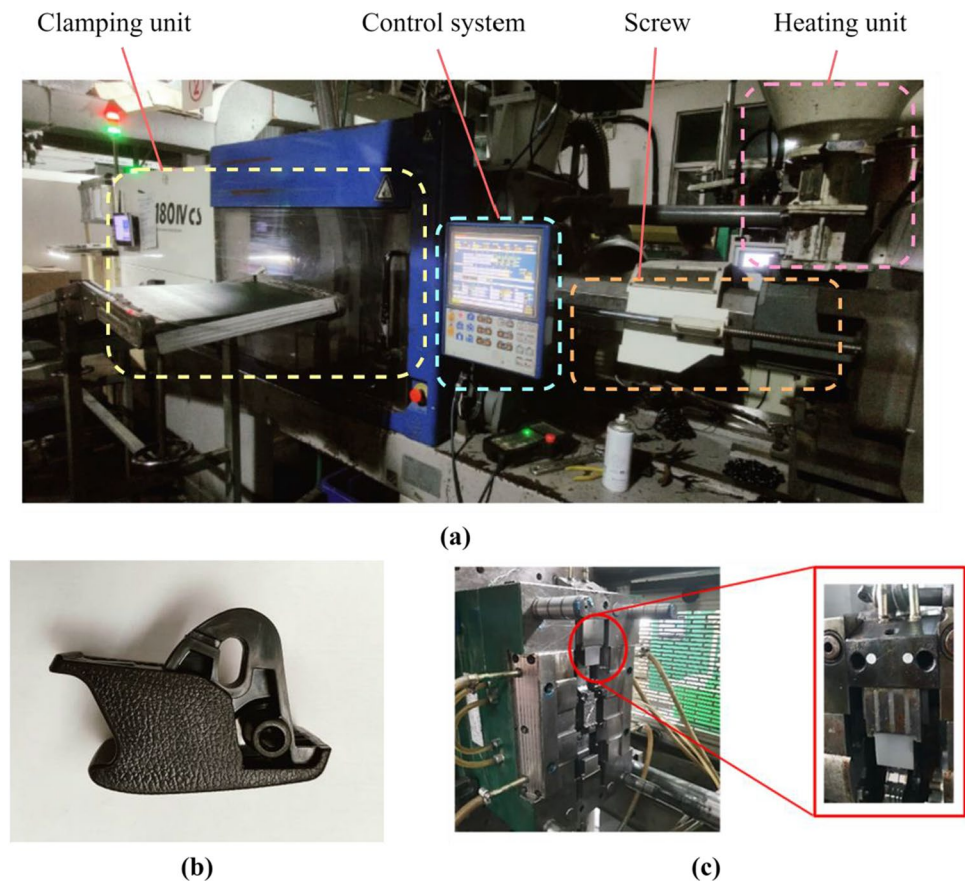 Clamping unit
Control system
Screw
Heating unit
180IVCS
(a)
(b)
(c)